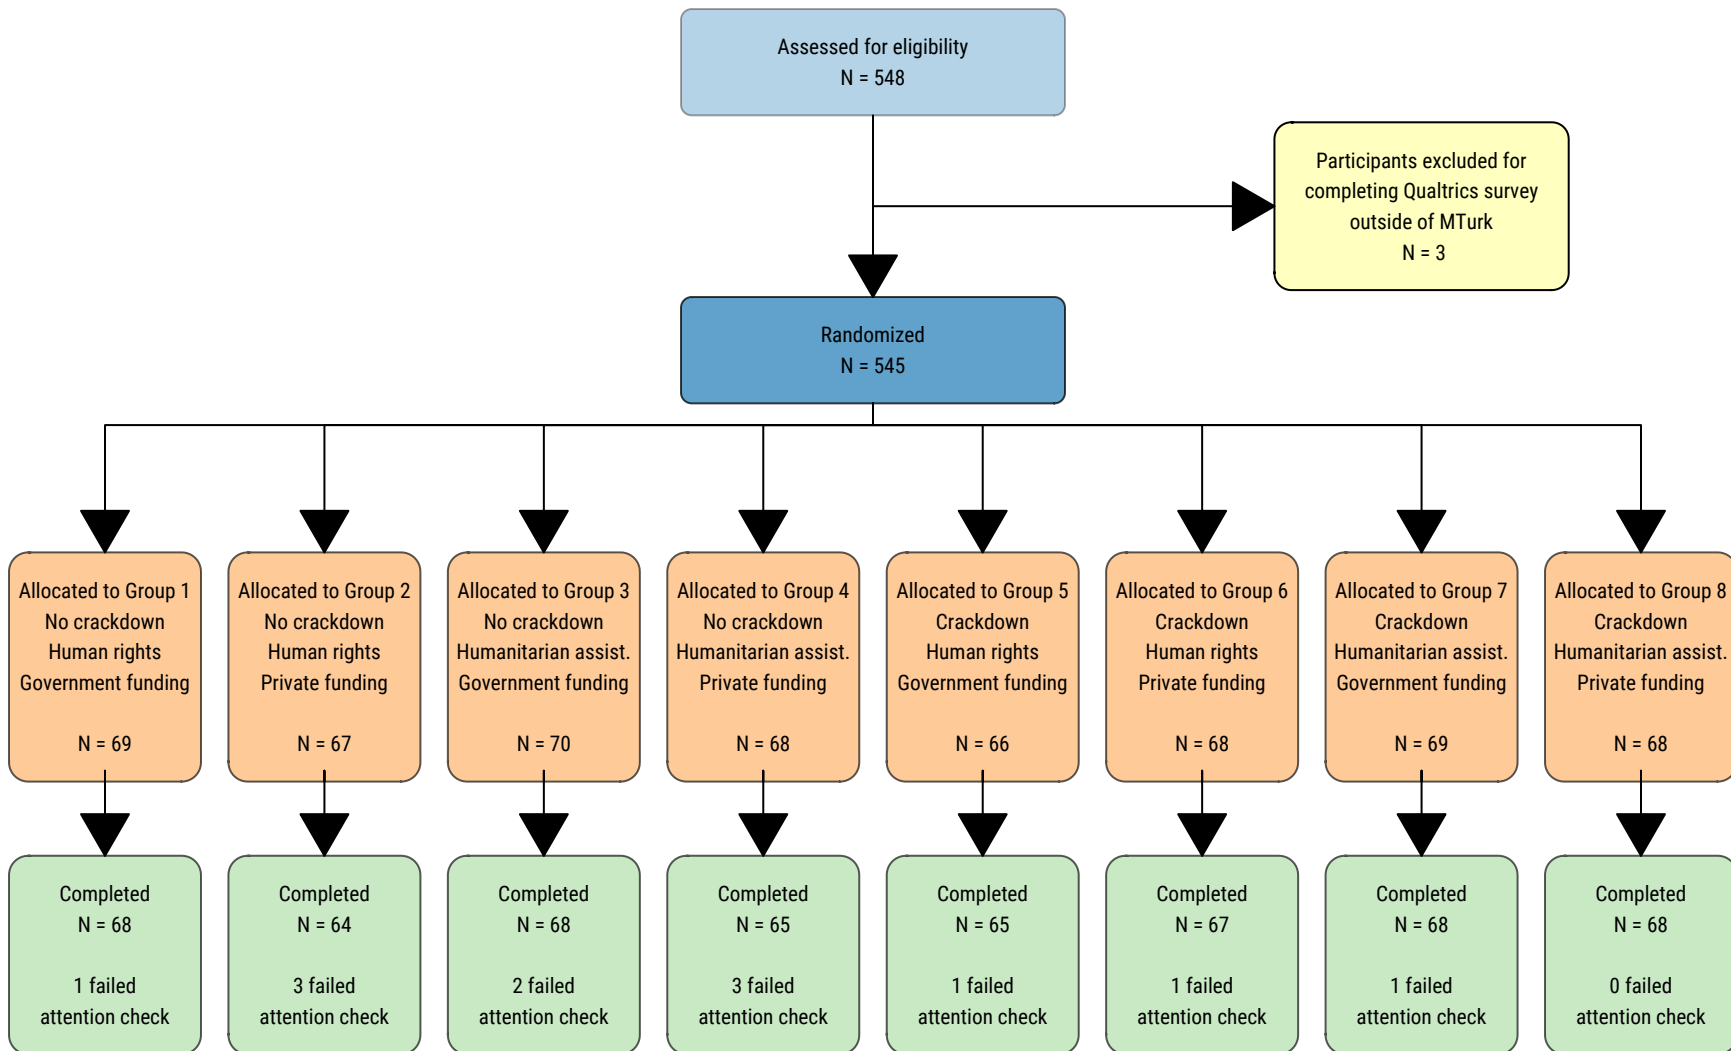 Assessed for eligibility
N = 548
Participants excluded for
completing Qualtrics survey
outside of MTurk
N = 3
Randomized
N = 545
Allocated to Group 1
No crackdown
Human rights
Government funding
N = 69
Allocated to Group 2
No crackdown
Human rights
Private funding
N = 67
Allocated to Group 3
No crackdown
Humanitarian assist.
Government funding
N = 70
Allocated to Group 4
No crackdown
Humanitarian assist.
Private funding
N = 68
Allocated to Group 5
Crackdown
Human rights
Government funding
N = 66
Allocated to Group 6
Crackdown
Human rights
Private funding
N = 68
Allocated to Group 7
Crackdown
Humanitarian assist.
Government funding
N = 69
Allocated to Group 8
Crackdown
Humanitarian assist.
Private funding
N = 68
Completed
N = 68
1 failed
attention check
Completed
N = 64
3 failed
attention check
Completed
N = 68
2 failed
attention check
Completed
N = 65
3 failed
attention check
Completed
N = 65
1 failed
attention check
Completed
N = 67
1 failed
attention check
Completed
N = 68
1 failed
attention check
Completed
N = 68
0 failed
attention check